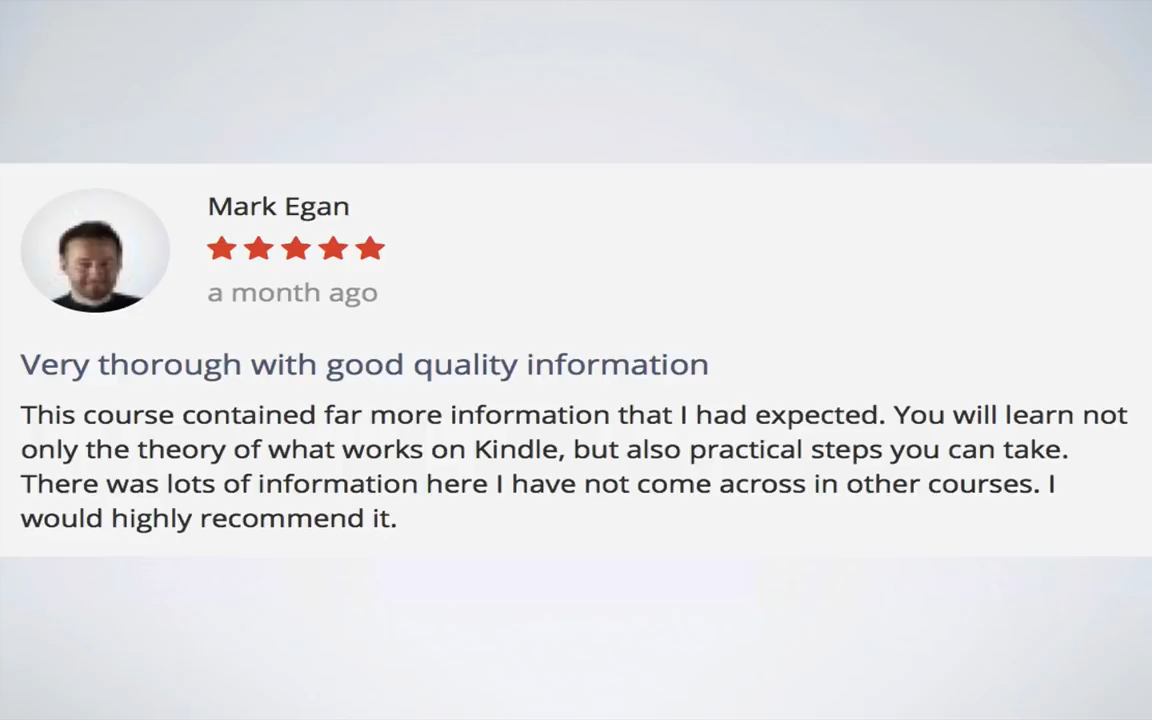 Mark Egan
a month ago
Very thorough with good quality information
This course contained far more information that I had expected. You will learn not
only the theory of what works on Kindle, but also practical steps you can take.
There was lots of information here I have not come across in other courses. I
would highly recommend it.